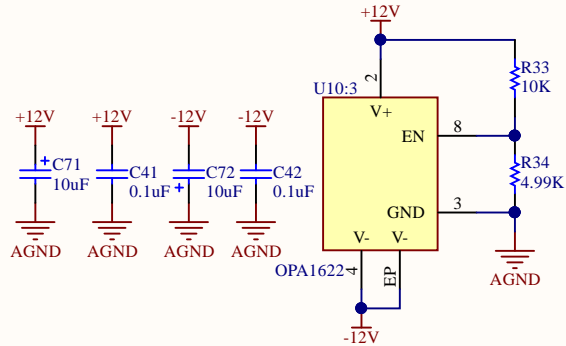 +12V
U10:3
2
V+
R33
10K
EN
8
+12V
+12V
-12V
-12V
+
C71
10uF
C41
0.1uF
+
C72
10uF
C42
0.1uF
R34
4.99K
GND
3
AGND
AGND
AGND
AGND
V-
V-
OPA1622
4
EP
AGND
-12V